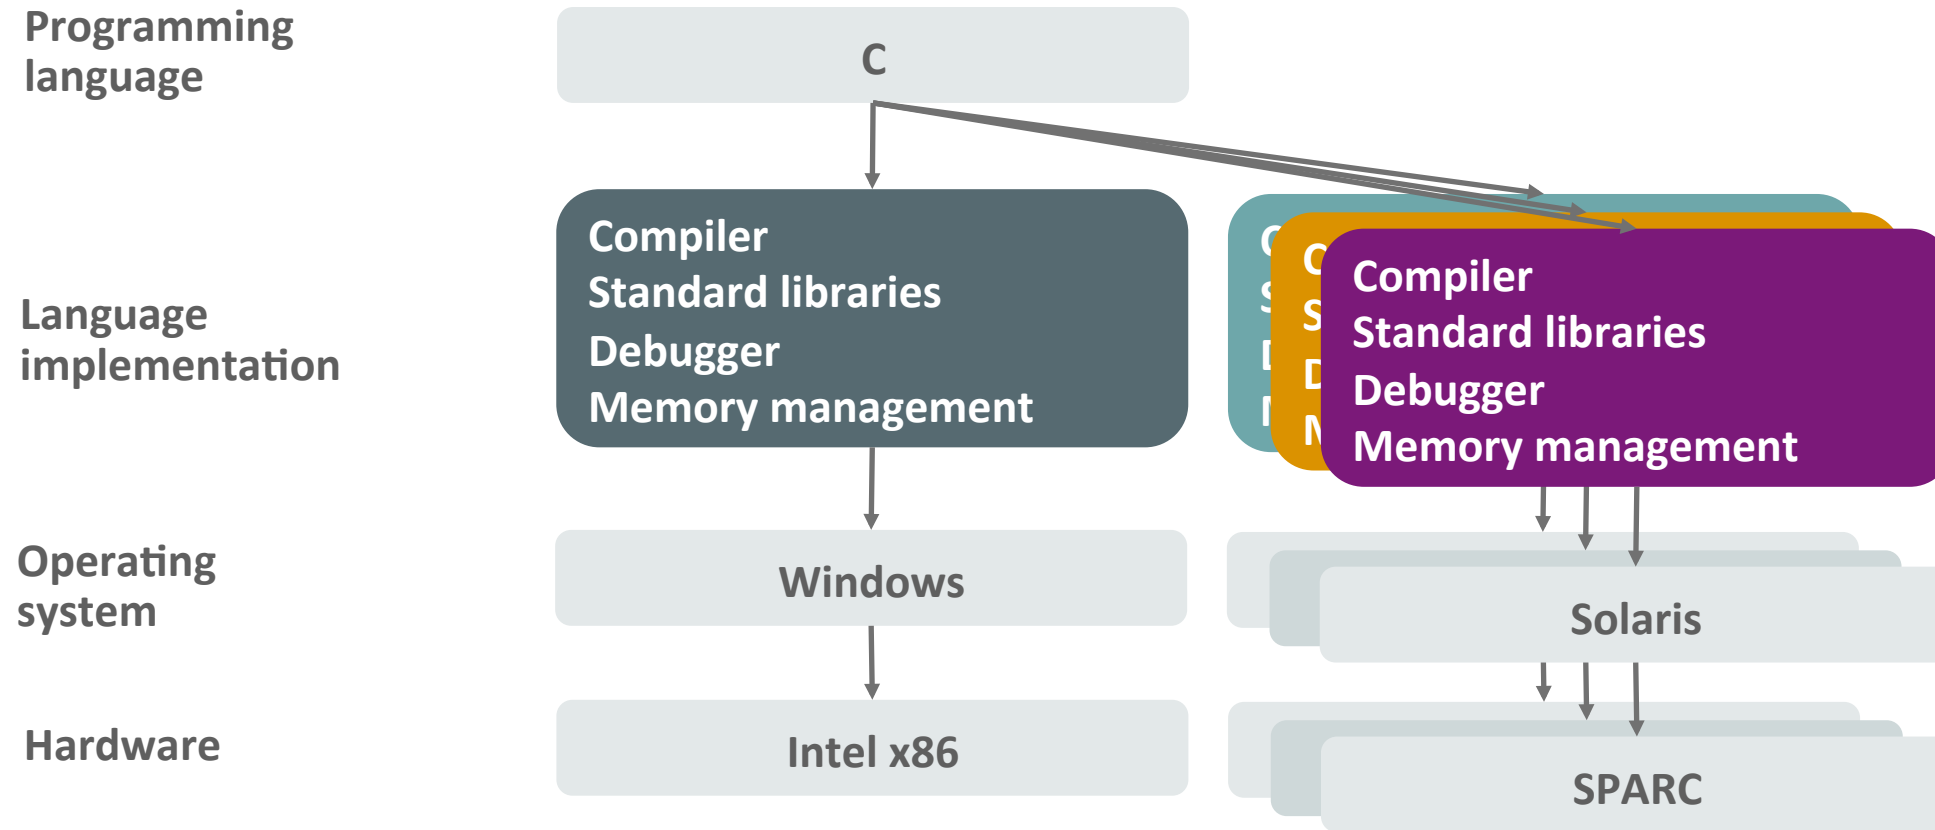 Programming
language
C
Language
implementation
Compiler
Standard libraries
Debugger
Memory management
C
S
D
M
Compiler
Standard libraries
Debugger
Memory management
Operating
system
Windows
Solaris
Hardware
Intel x86
SPARC